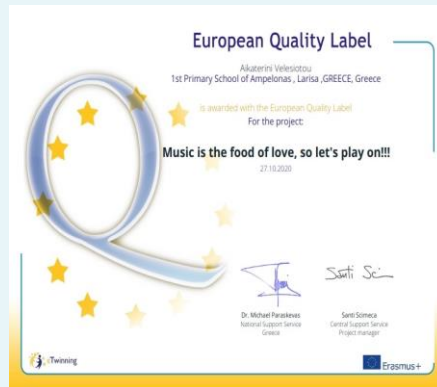 European Quality Label
Aikaterini Velesiotou
1st Primary School of Ampelonas , Larisa ,GREECE, Greece
is awarded with the European Quality Label
For the project:
Music is the food of love, so let's play on!!!
27.10.2020
Santi Sci
Dr. Michael Paraskevas
National Support Service
Greece
Santi Scimeca
Central Support Service
Project manager
eTwinning
Erasmus+